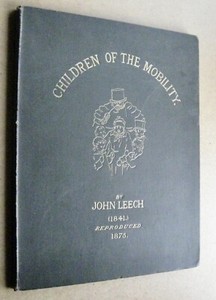 CHILDREN OF THE MOBILITY.
BY
JOHN LEECH
(1841.)
REPRODUCED
1875.